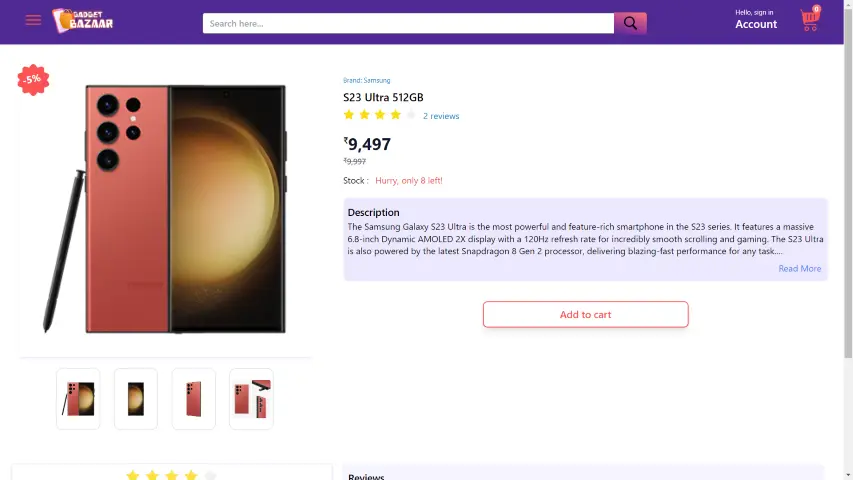 GADGET
BAZAAR
Search here...
Hello, sign in
Account
0
-5%
Brand: Samsung
S23 Ultra 512GB
2 reviews
₹9,497
₹9,997
Stock : Hurry, only 8 left!
Description
The Samsung Galaxy S23 Ultra is the most powerful and feature-rich smartphone in the S23 series. It features a massive
6.8-inch Dynamic AMOLED 2X display with a 120Hz refresh rate for incredibly smooth scrolling and gaming. The S23 Ultra
is also powered by the latest Snapdragon 8 Gen 2 processor, delivering blazing-fast performance for any task....
Read More
Add to cart
Reviews